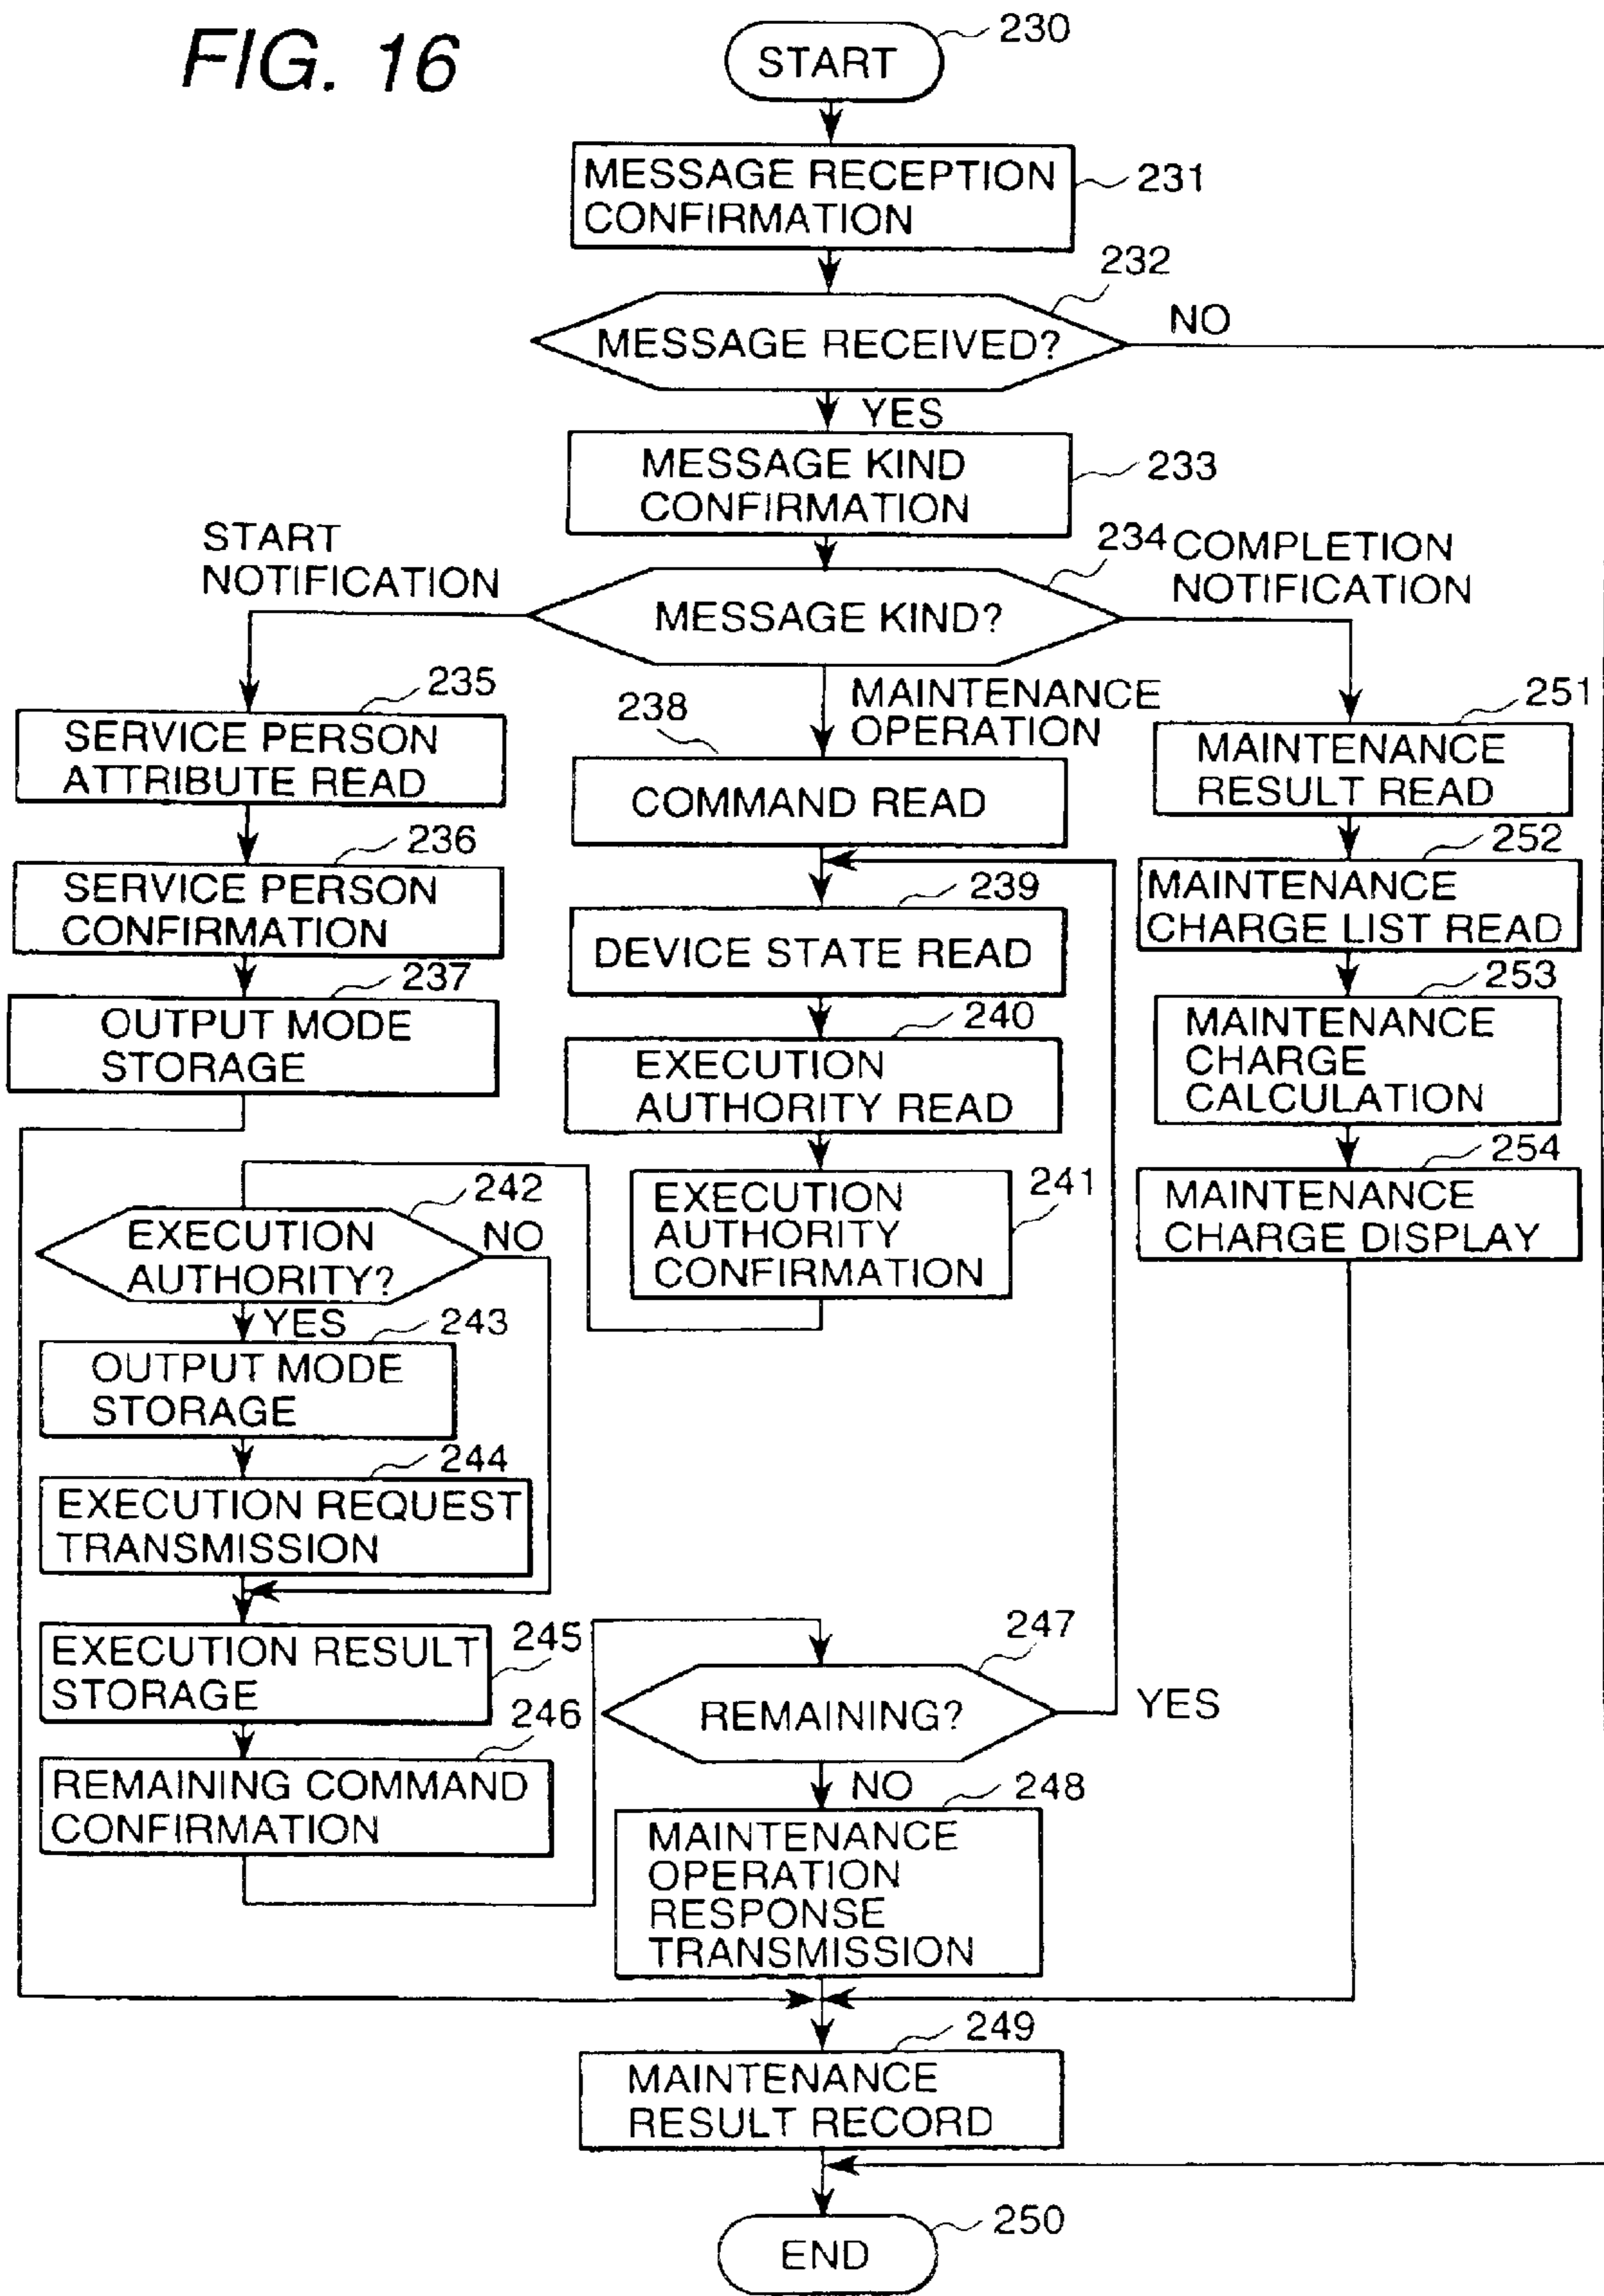 FIG. 16
START
230
MESSAGE RECEPTION
CONFIRMATION
231
232
MESSAGE RECEIVED?
NO
YES
MESSAGE KIND
CONFIRMATION
233
START
NOTIFICATION
234
COMPLETION
NOTIFICATION
MESSAGE KIND?
MAINTENANCE
OPERATION
235
SERVICE PERSON
ATTRIBUTE READ
236
SERVICE PERSON
CONFIRMATION
237
OUTPUT MODE
STORAGE
238
COMMAND READ
239
DEVICE STATE READ
240
EXECUTION
AUTHORITY READ
241
EXECUTION
AUTHORITY
CONFIRMATION
251
MAINTENANCE
RESULT READ
252
MAINTENANCE
CHARGE LIST READ
253
MAINTENANCE
CHARGE
CALCULATION
254
MAINTENANCE
CHARGE DISPLAY
242
EXECUTION
AUTHORITY?
NO
YES
243
OUTPUT MODE
STORAGE
244
EXECUTION REQUEST
TRANSMISSION
EXECUTION RESULT
STORAGE
245
246
REMAINING COMMAND
CONFIRMATION
247
REMAINING?
YES
NO
248
MAINTENANCE
OPERATION
RESPONSE
TRANSMISSION
249
MAINTENANCE
RESULT RECORD
END
250